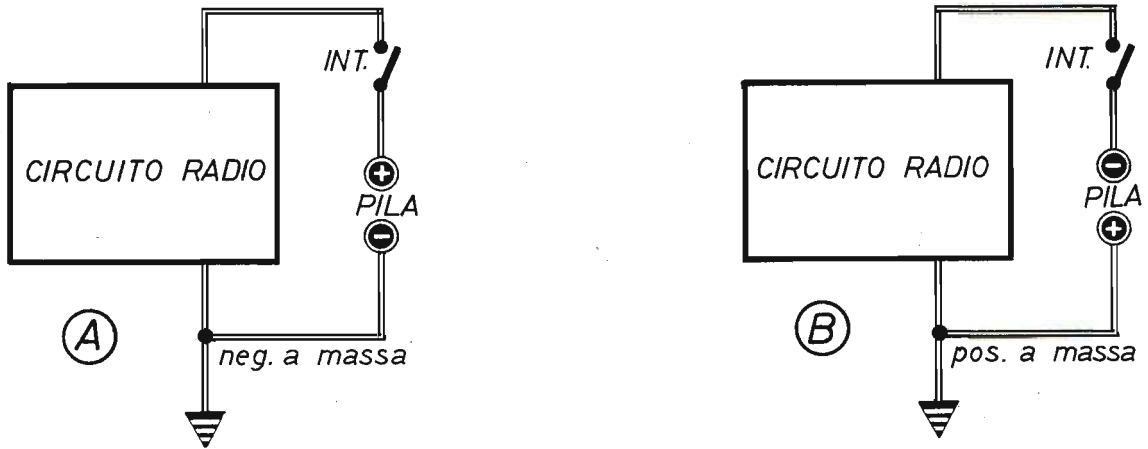 INT.
CIRCUITO RADIO
+
PILA
-
A
neg. a massa
INT.
CIRCUITO RADIO
-
PILA
+
B
pos. a massa